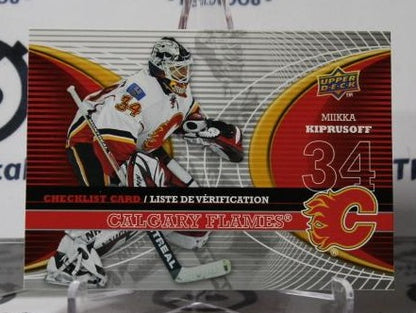 UPPER DECK
MIIKKA
KIPRUSOFF
34
34
CHECKLIST CARD / LISTE DE VÉRIFICATION
CALGARY FLAMES®
C